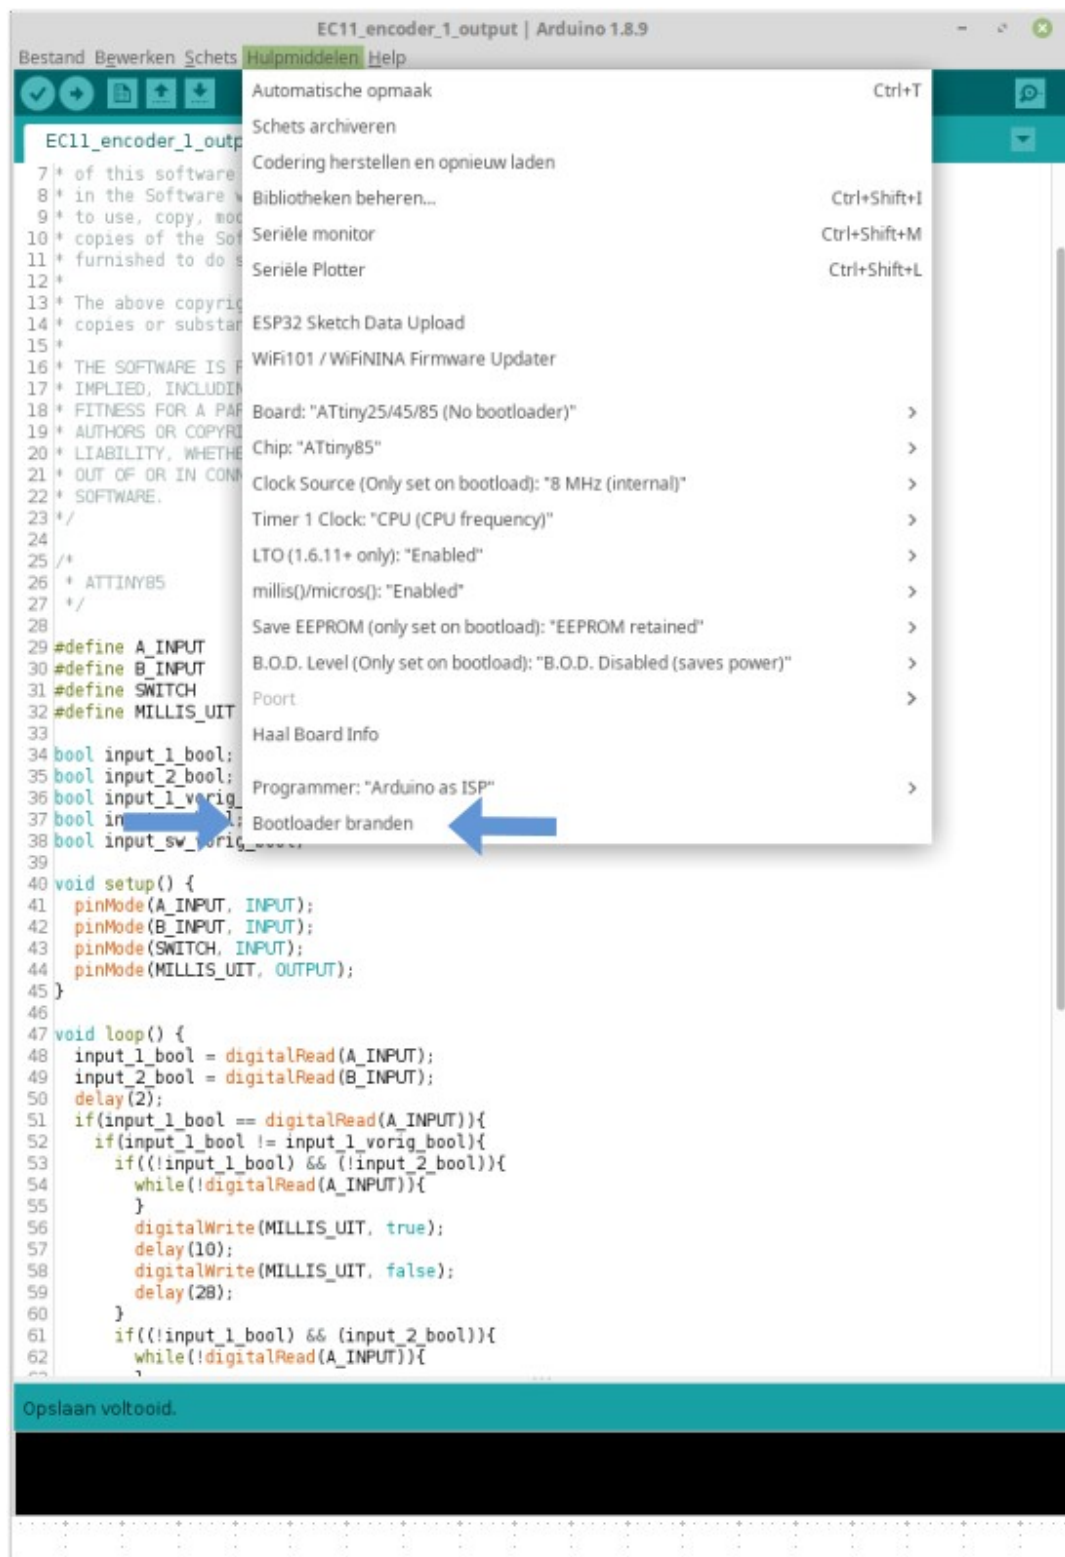 EC11_encoder_1_output | Arduino 1.8.9
Bestand Bewerken Schets Hulpmiddelen Help
Automatische opmaak Ctrl+T
Schets archiveren
Codering herstellen en opnieuw laden
Bibliotheken beheren... Ctrl+Shift+I
Seriële monitor Ctrl+Shift+M
Seriële Plotter Ctrl+Shift+L
ESP32 Sketch Data Upload
WiFi101 / WiFiNINA Firmware Updater
Board: "ATtiny25/45/85 (No bootloader)"
Chip: "ATtiny85"
Clock Source (Only set on bootload): "8 MHz (internal)"
Timer 1 Clock: "CPU (CPU frequency)"
LTO (1.6.11+ only): "Enabled"
millis()/micros(): "Enabled"
Save EEPROM (only set on bootload): "EEPROM retained"
B.O.D. Level (Only set on bootload): "B.O.D. Disabled (saves power)"
Poort
Haal Board Info
Programmer: "Arduino as ISP"
Bootloader branden
EC11_encoder_1_outp
7 * of this software
8 * in the Software w
9 * to use, copy, mod
10 * copies of the Sof
11 * furnished to do s
12 *
13 * The above copyrig
14 * copies or substan
15 *
16 * THE SOFTWARE IS P
17 * IMPLIED, INCLUDIN
18 * FITNESS FOR A PAR
19 * AUTHORS OR COPYRI
20 * LIABILITY, WHETHE
21 * OUT OF OR IN CONN
22 * SOFTWARE.
23 */
24
25 /*
26 * ATTINY85
27 */
28
29 #define A_INPUT
30 #define B_INPUT
31 #define SWITCH
32 #define MILLIS_UIT
33
34 bool input_1_bool;
35 bool input_2_bool;
36 bool input_1_vorig_
37 bool in
38 bool input_sw_vorig_bool;
39
40 void setup() {
41 pinMode(A_INPUT, INPUT);
42 pinMode(B_INPUT, INPUT);
43 pinMode(SWITCH, INPUT);
44 pinMode(MILLIS_UIT, OUTPUT);
45 }
46
47 void loop() {
48 input_1_bool = digitalRead(A_INPUT);
49 input_2_bool = digitalRead(B_INPUT);
50 delay(2);
51 if(input_1_bool == digitalRead(A_INPUT)){
52 if(input_1_bool != input_1_vorig_bool){
53 if((!input_1_bool) && (!input_2_bool)){
54 while(!digitalRead(A_INPUT)){
55 }
56 digitalWrite(MILLIS_UIT, true);
57 delay(10);
58 digitalWrite(MILLIS_UIT, false);
59 delay(28);
60 }
61 if((!input_1_bool) && (input_2_bool)){
62 while(!digitalRead(A_INPUT)){
Opslaan voltooid.